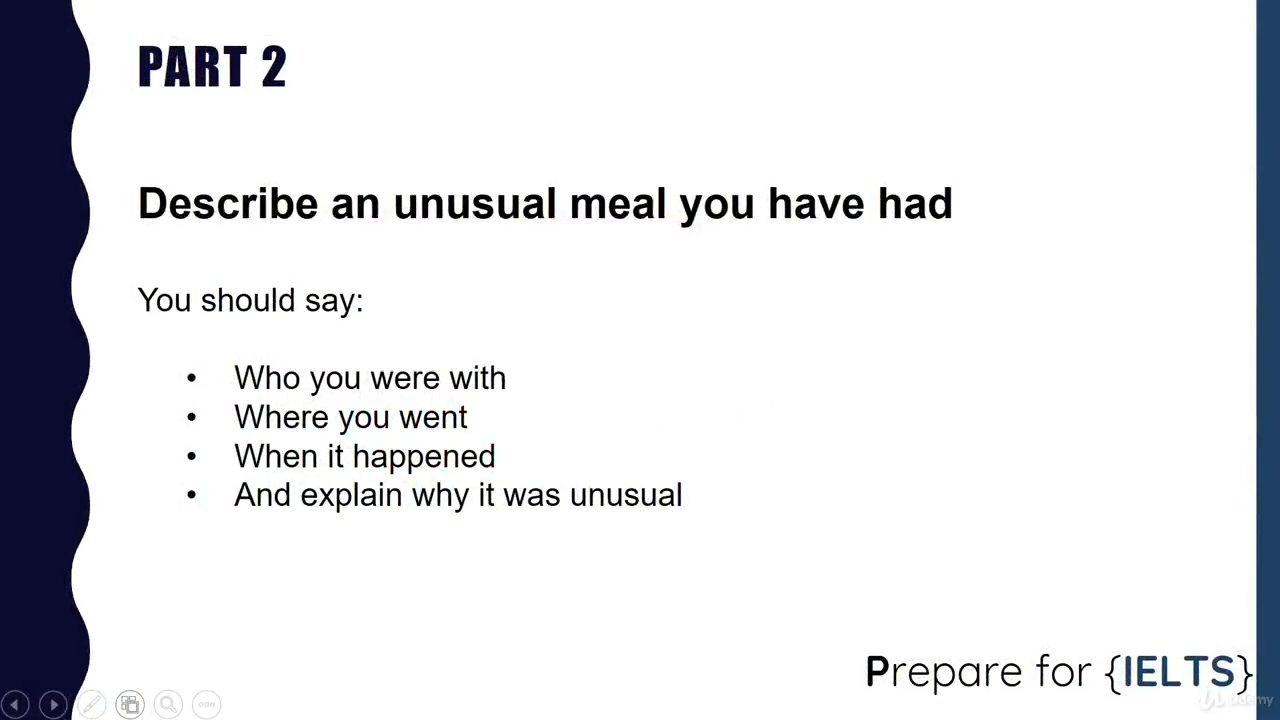 PART 2
Describe an unusual meal you have had
You should say:
• Who you were with
• Where you went
• When it happened
• And explain why it was unusual
Prepare for {IELTS}
Udemy